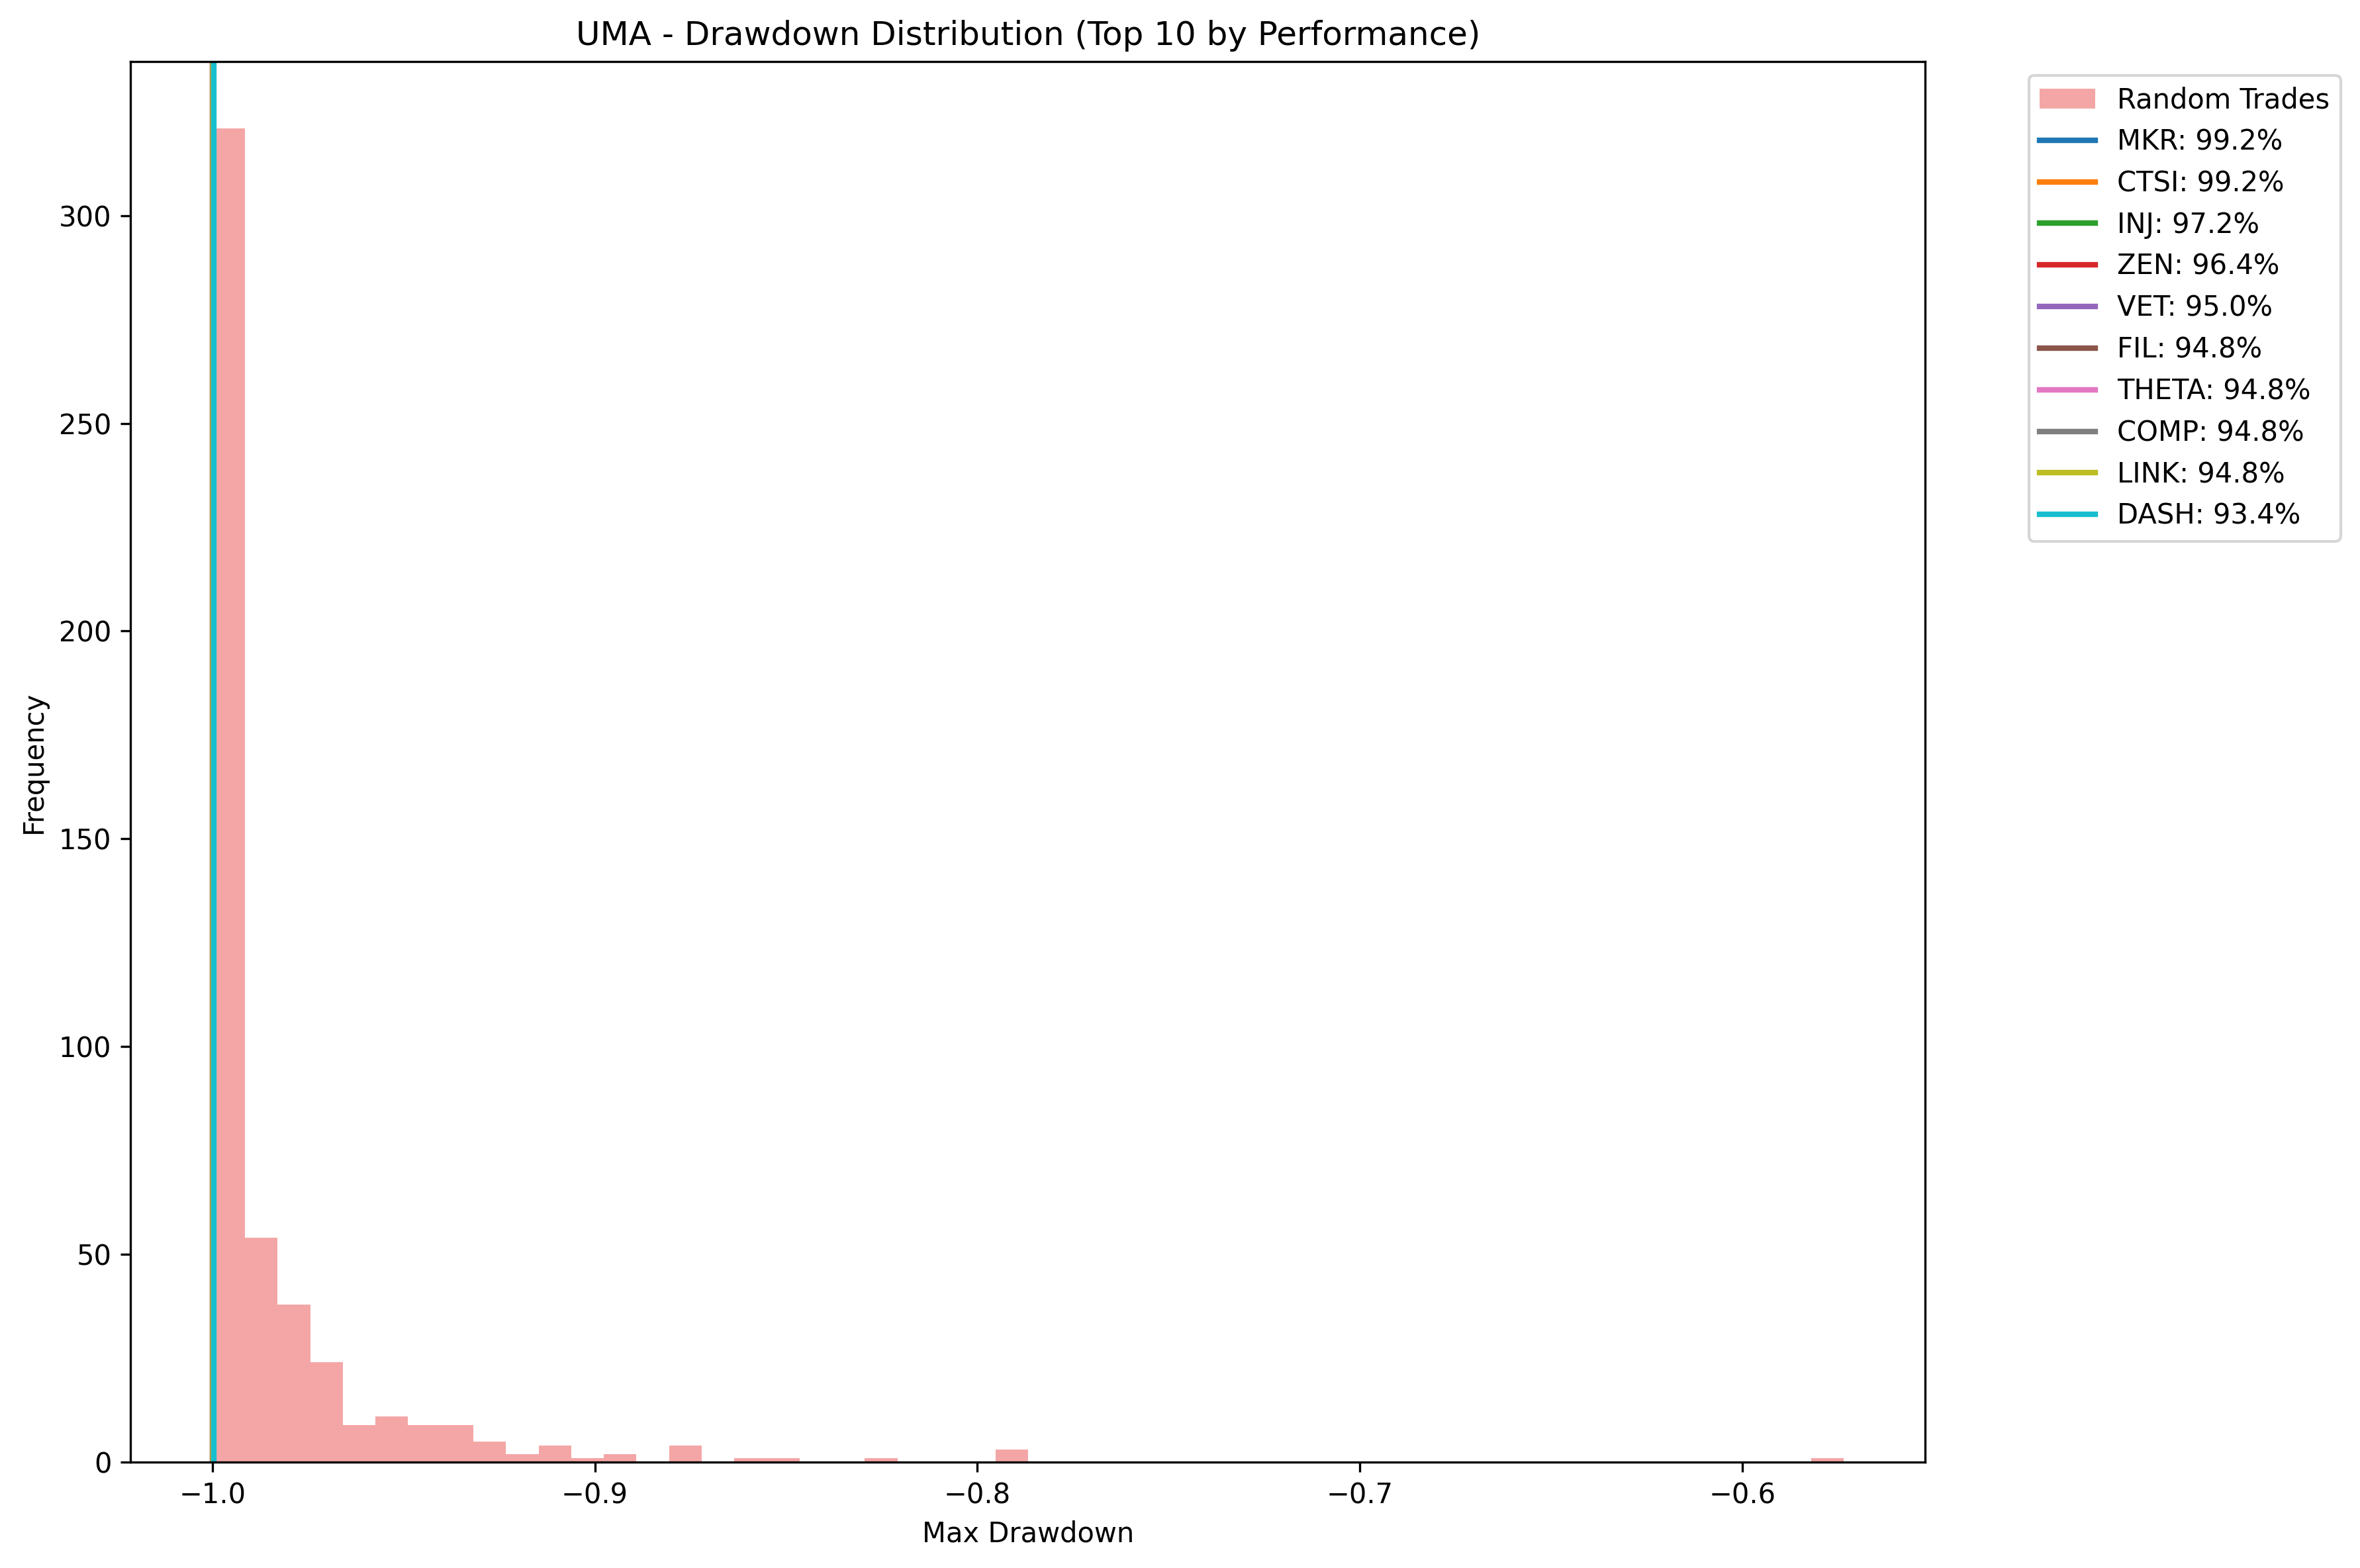 UMA - Drawdown Distribution (Top 10 by Performance)
Random Trades
MKR: 99.2%
CTSI: 99.2%
INJ: 97.2%
ZEN: 96.4%
VET: 95.0%
FIL: 94.8%
THETA: 94.8%
COMP: 94.8%
LINK: 94.8%
DASH: 93.4%
Frequency
300
250
200
150
100
50
0
−1.0
−0.9
−0.8
−0.7
−0.6
Max Drawdown